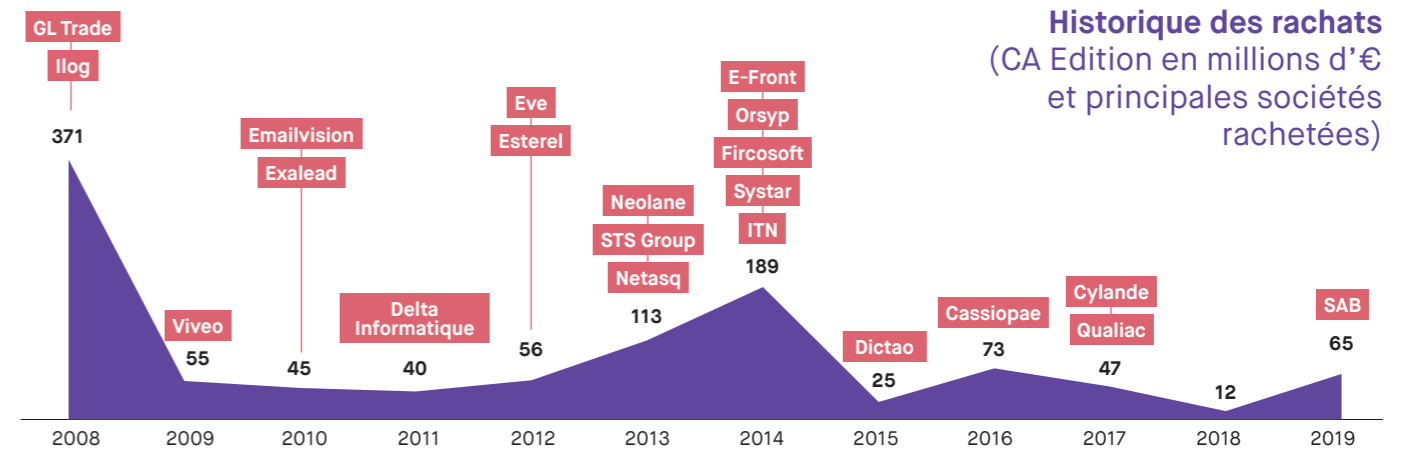 Historique des rachats
(CA Edition en millions d'€
et principales sociétés
rachetées)
GL Trade
Ilog
371
Viveo
55
Emailvision
Exalead
45
Delta
Informatique
40
Eve
Esterel
56
Neolane
STS Group
Netasq
113
E-Front
Orsyp
Fircosoft
Systar
ITN
189
Dictao
25
Cassiopae
73
Cylande
Qualiac
47
12
SAB
65
2008 2009 2010 2011 2012 2013 2014 2015 2016 2017 2018 2019